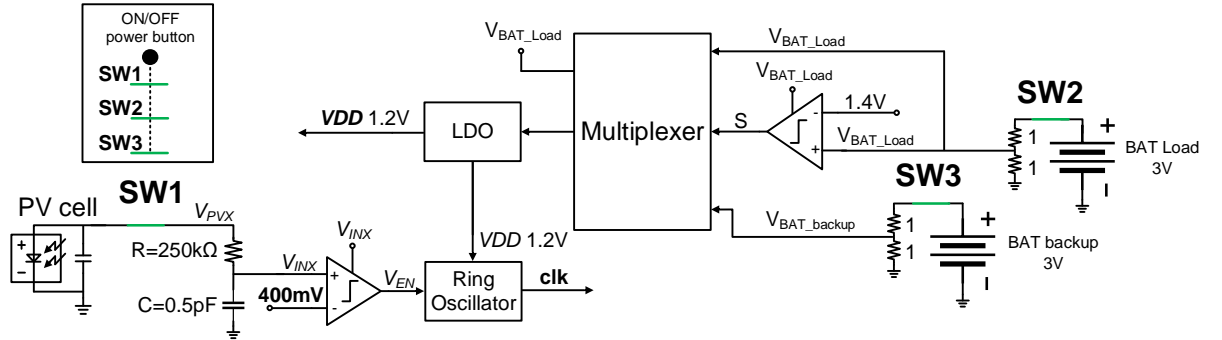 ON/OFF
power button
SW1
SW2
SW3
V_BAT_Load
Multiplexer
V_BAT_Load
V_BAT_Load
1.4V
S
V_BAT_Load
+
-
SW2
1
1
+
BAT Load
3V
VDD 1.2V
LDO
SW3
V_BAT_backup
1
1
+
BAT backup
3V
PV cell
SW1
V_PVX
+
−
R=250kΩ
C=0.5pF
V_INX
V_INX
400mV
+
-
V_EN
VDD 1.2V
Ring
Oscillator
clk